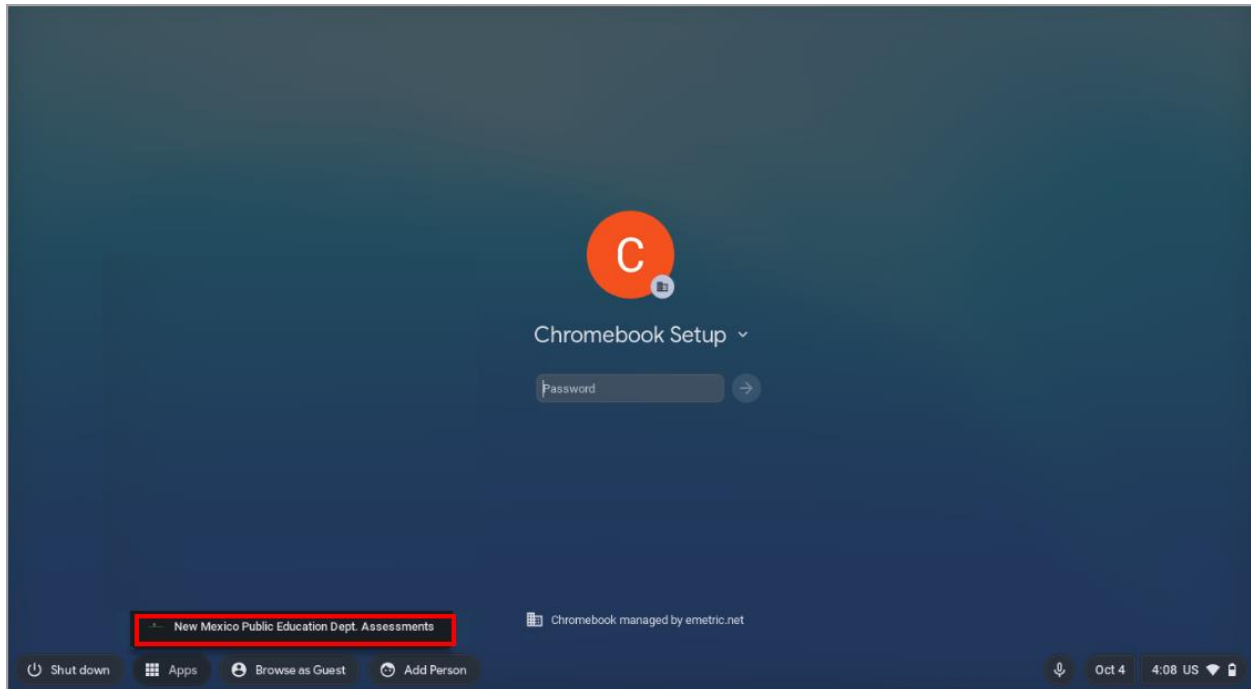 C
Chromebook Setup
Password
New Mexico Public Education Dept. Assessments
Chromebook managed by emetric.net
Shut down Apps Browse as Guest Add Person Oct 4 4:08 US